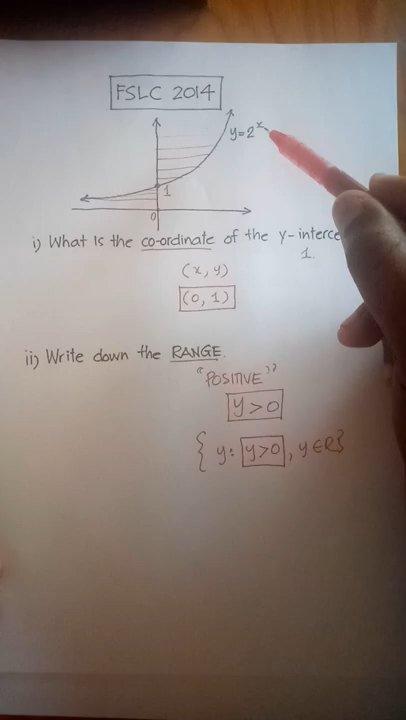 FSLC 2014
y=2^x
1
0
i) What Is the co-ordinate of the y-interce
1.
(x, y)
(0, 1)
ii) Write down the RANGE.
"POSITIVE"
y>0
{ y: y>0, y∈R}